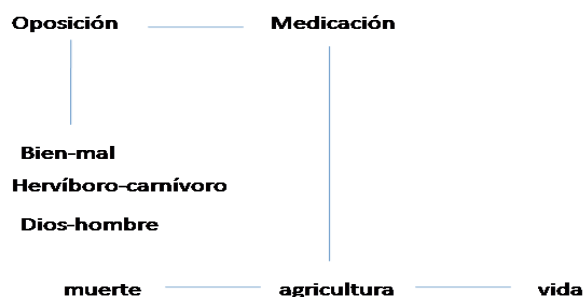 Oposición Medicación
Bien-mal
Hervíboro-carnívoro
Dios-hombre
muerte agricultura vida